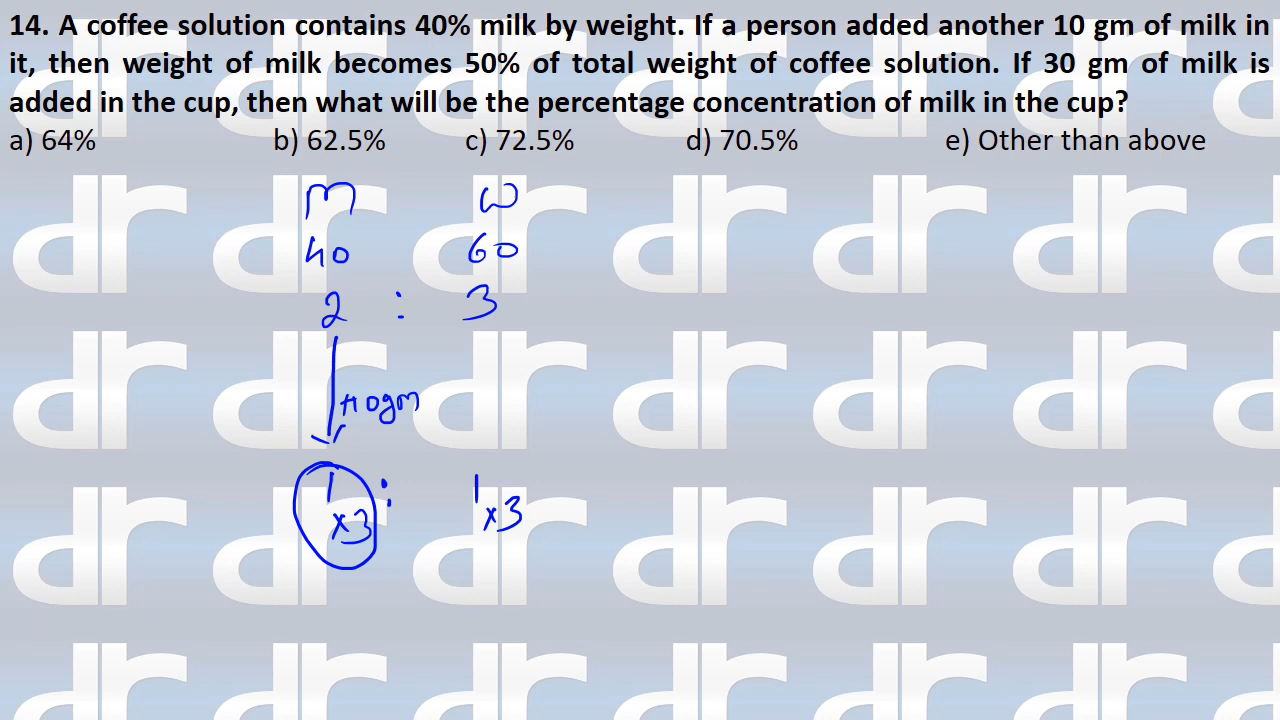 14. A coffee solution contains 40% milk by weight. If a person added another 10 gm of milk in
it, then weight of milk becomes 50% of total weight of coffee solution. If 30 gm of milk is
added in the cup, then what will be the percentage concentration of milk in the cup?
a) 64% b) 62.5% c) 72.5% d) 70.5% e) Other than above
m w
40 60
2 : 3
+10gm
1 : 1
×3 ×3